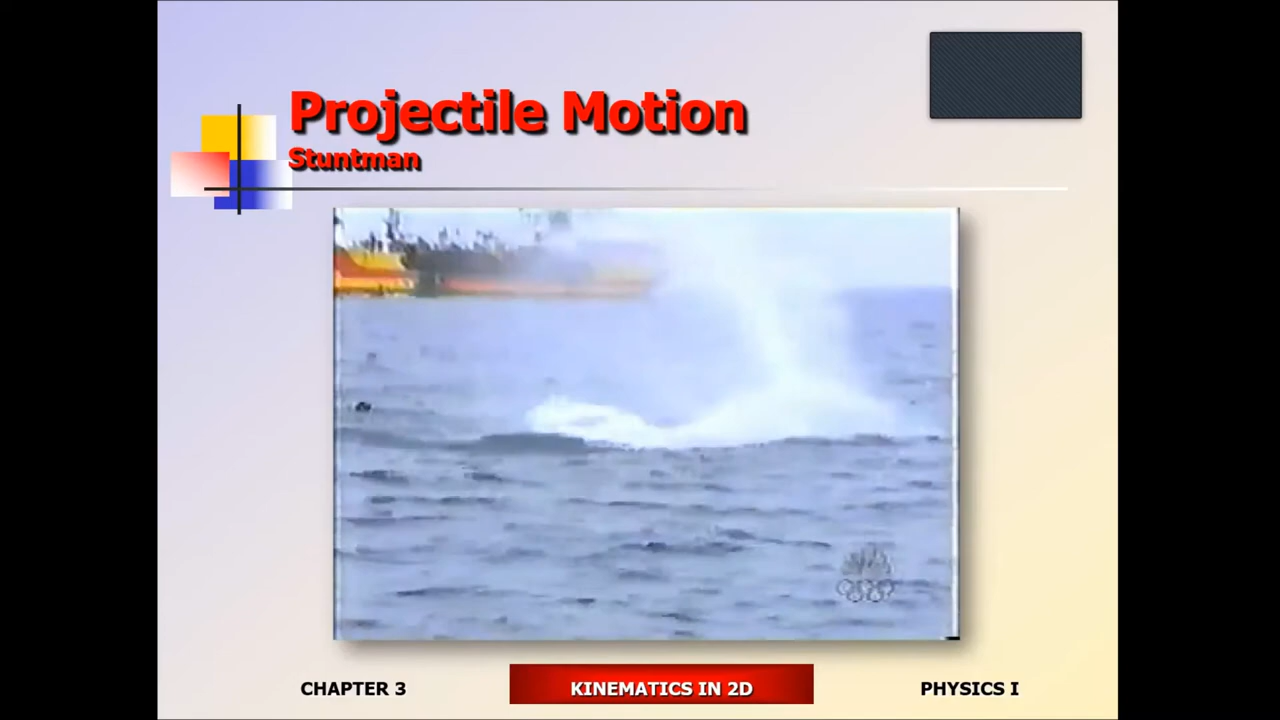 Projectile Motion
Stuntman
CHAPTER 3
KINEMATICS IN 2D
PHYSICS I